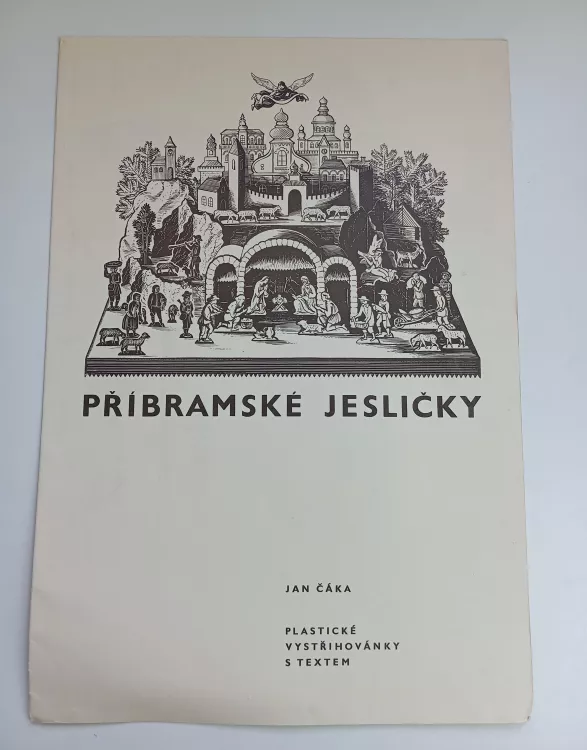 PŘÍBRAMSKÉ JESLIČKY
JAN ČÁKA
PLASTICKÉ
VYSTŘIHOVÁNKY
S TEXTEM